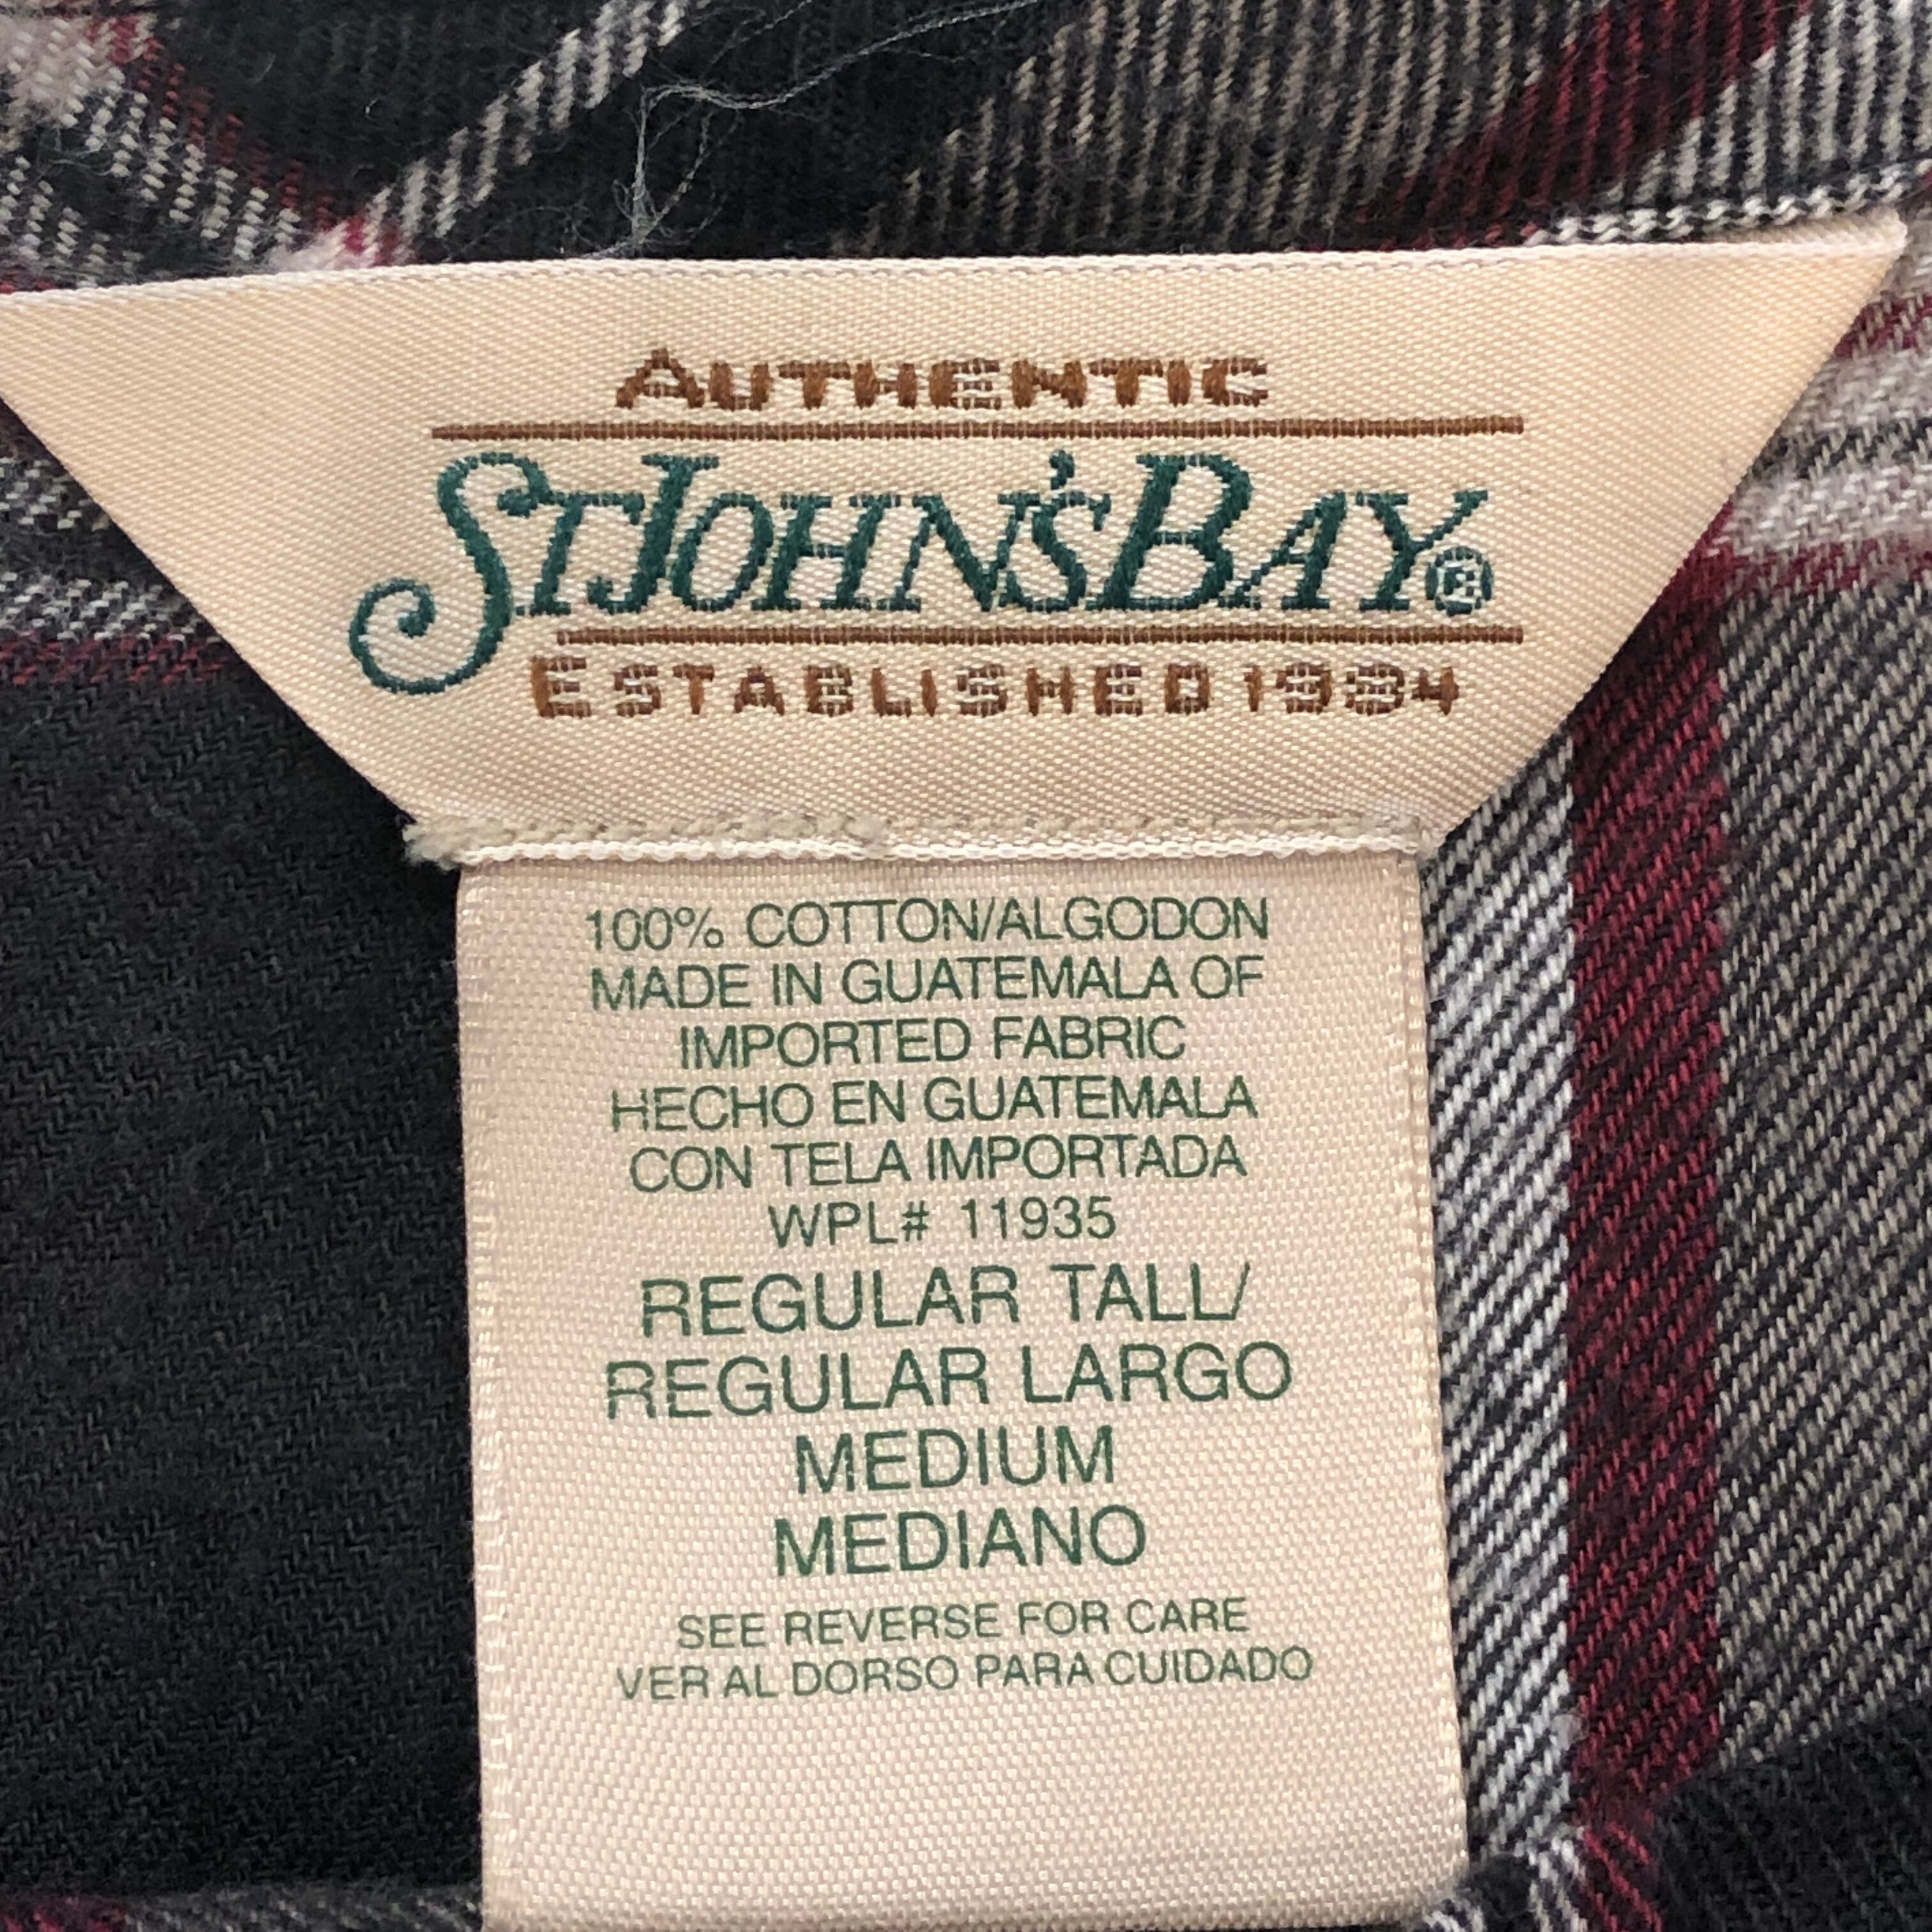 AUTHENTIC
ST JOHN'S BAY®
ESTABLISHED 1984
100% COTTON/ALGODON
MADE IN GUATEMALA OF
IMPORTED FABRIC
HECHO EN GUATEMALA
CON TELA IMPORTADA
WPL# 11935
REGULAR TALL/
REGULAR LARGO
MEDIUM
MEDIANO
SEE REVERSE FOR CARE
VER AL DORSO PARA CUIDADO